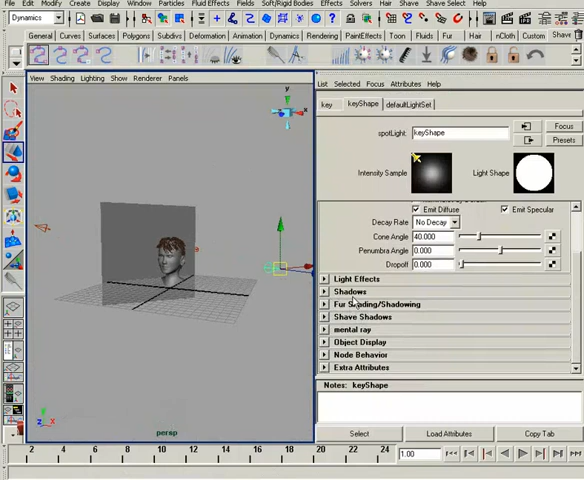 File Edit Modify Create Display Window Particles Fluid Effects Soft/Rigid Bodies Effects Solvers Hair Shave Shave Select Help
Dynamics
General Curves Surfaces Polygons Subdivs Deformation Animation Dynamics Rendering PaintEffects Toon Fluids Fur Hair nCloth Custom Shave
View Shading Lighting Show Renderer Panels
List Selected Focus Attributes Help
key keyShape defaultLightSet
spotLight: keyShape
Focus
Presets
Intensity Sample Light Shape
Emit Diffuse Emit Specular
Decay Rate No Decay
Cone Angle 40.000
Penumbra Angle 0.000
Dropoff 0.000
Light Effects
Shadows
Fur Shading/Shadowing
Shave Shadows
mental ray
Object Display
Node Behavior
Extra Attributes
Notes: keyShape
Select Load Attributes Copy Tab
y
x
z
y
z x
persp
2 4 6 8 10 12 14 16 18 20 22 24 1.00